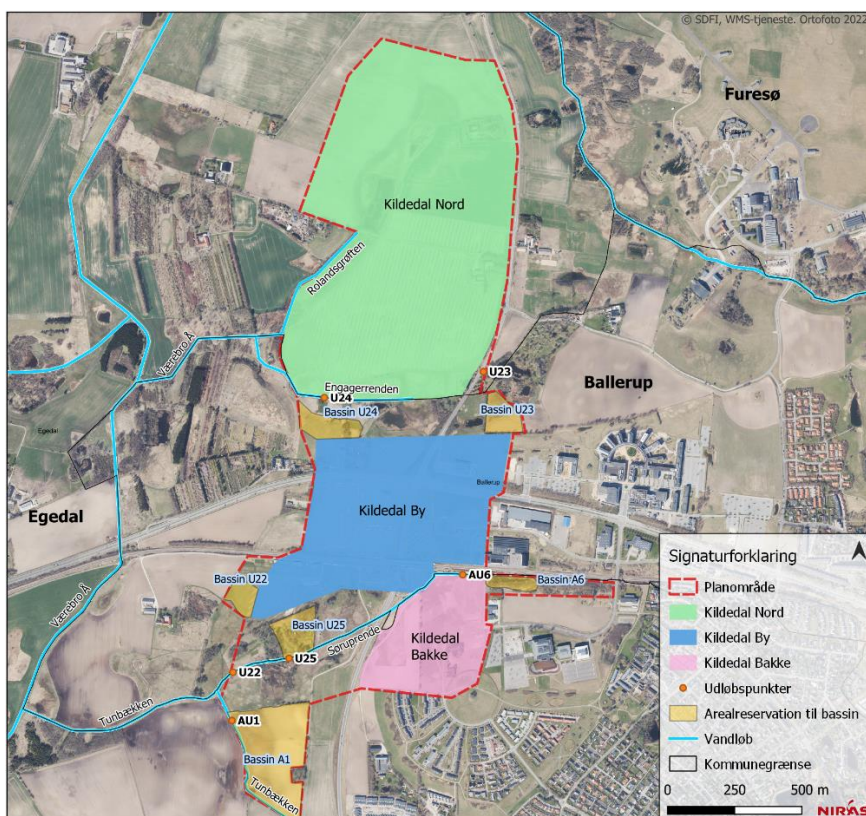 © SDFI, WMS-tjeneste. Ortofoto 2022
Furesø
Kildedal Nord
Rolandsgrøften
Værebro Å
Engagerrenden
U23
U24
Bassin U24
Bassin U23
Ballerup
Egedal
Egedal
Kildedal By
Ballerup
Bassin U22
AU6
Bassin A6
Bassin U25
Søruprende
Kildedal
Bakke
Værebro Å
U25
U22
Tunbækken
AU1
Bassin A1
Tunbækken
Signaturforklaring
Planområde
Kildedal Nord
Kildedal By
Kildedal Bakke
Udløbspunkter
Arealreservation til bassin
Vandløb
Kommunegrænse
0 250 500 m
NIRAS